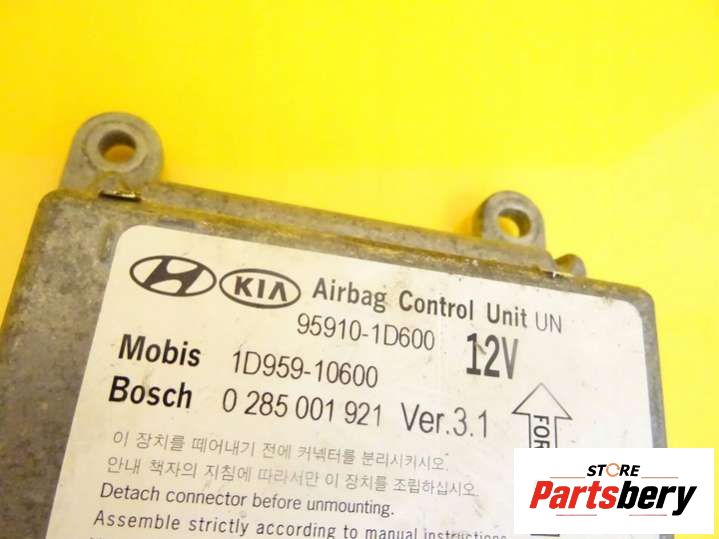 KIA Airbag Control Unit UN
95910-1D600 12V
Mobis 1D959-10600
Bosch 0 285 001 921 Ver.3.1
이 장치를 떼어내기 전에 커넥터를 분리시키시오.
안내 책자의 지침에 따라서만 이 장치를 조립하십시오.
Detach connector before unmounting.
Assemble strictly according to manual instructions
FOR
STORE
Partsbery